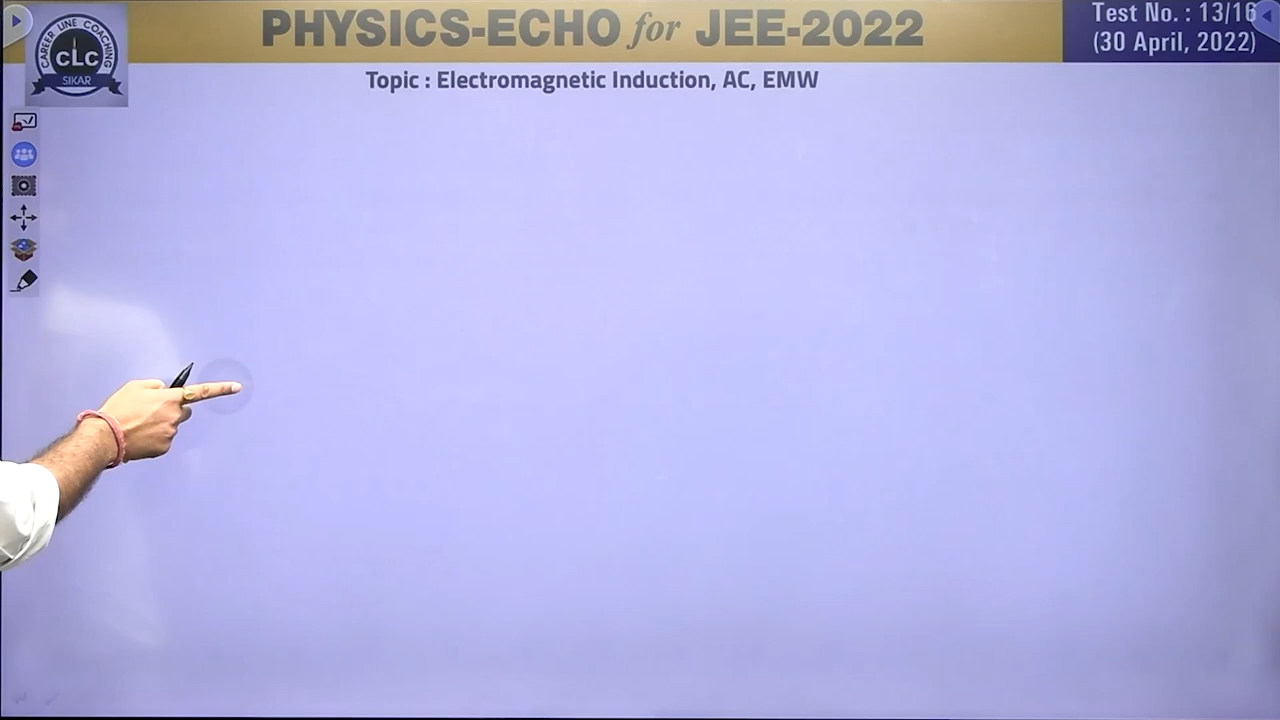 PHYSICS-ECHO for JEE-2022
Test No. : 13/16
(30 April, 2022)
CAREER LINE COACHING
CLC
SIKAR
Topic : Electromagnetic Induction, AC, EMW